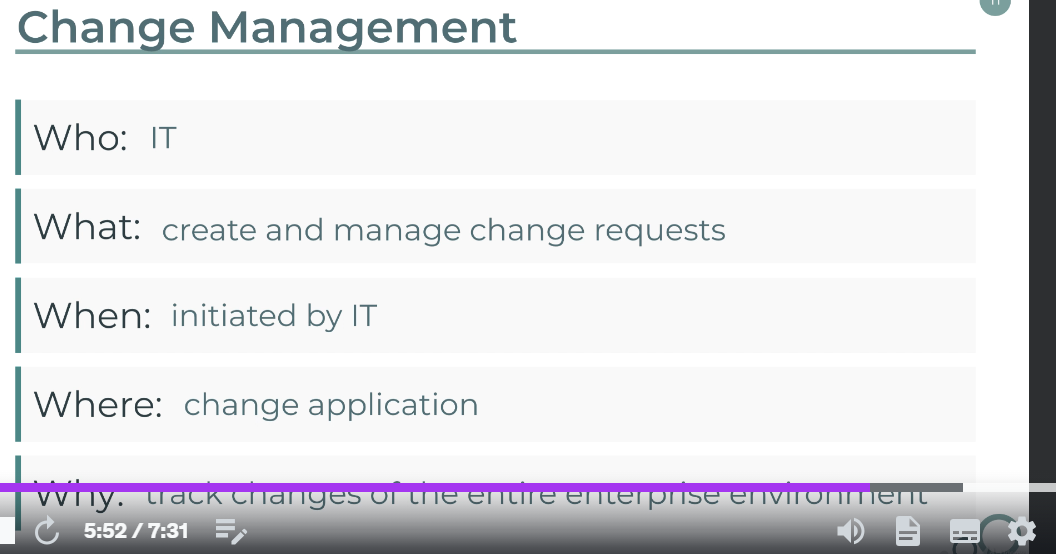 Change Management
Who: IT
What: create and manage change requests
When: initiated by IT
Where: change application
Why: track changes of the entire enterprise environment
5:52 / 7:31